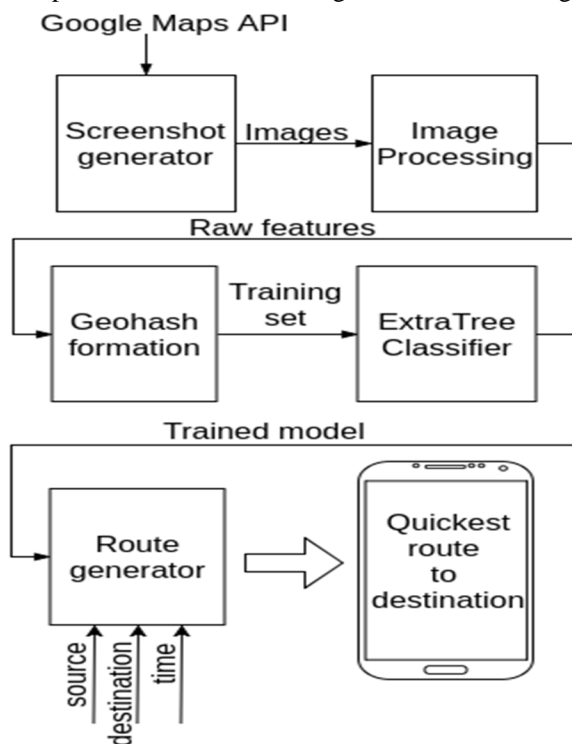 Google Maps API
Screenshot
generator
Images
Image
Processing
Raw features
Geohash
formation
Training
set
ExtraTree
Classifier
Trained model
Route
generator
source
destination
time
Quickest
route
to
destination